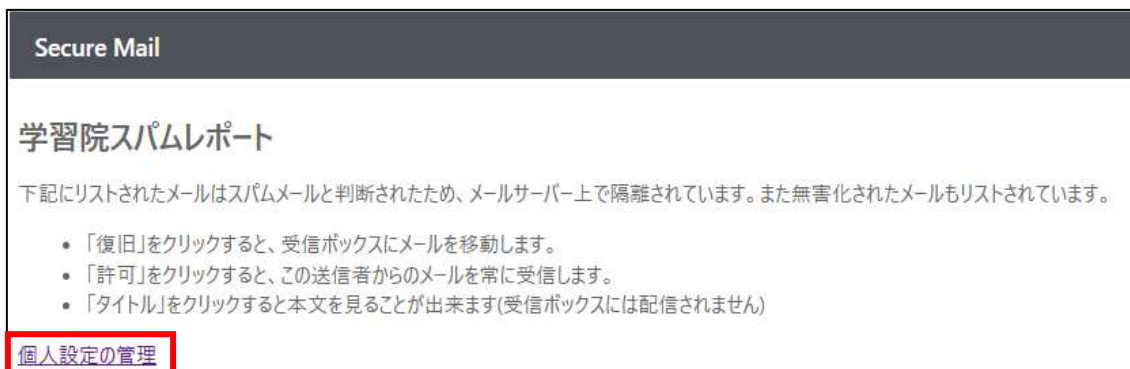 Secure Mail
学習院スパムレポート
下記にリストされたメールはスパムメールと判断されたため、メールサーバー上で隔離されています。また無害化されたメールもリストされています。
• 「復旧」をクリックすると、受信ボックスにメールを移動します。
• 「許可」をクリックすると、この送信者からのメールを常に受信します。
• 「タイトル」をクリックすると本文を見ることが出来ます(受信ボックスには配信されません)
個人設定の管理